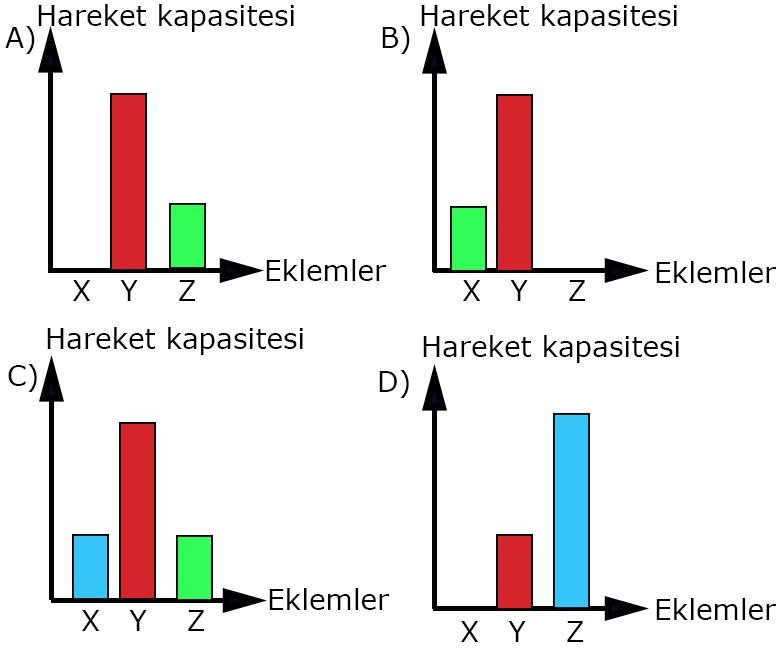 Hareket kapasitesi
A)
Eklemler
X Y Z
Hareket kapasitesi
B)
Eklemler
X Y Z
Hareket kapasitesi
C)
Eklemler
X Y Z
Hareket kapasitesi
D)
Eklemler
X Y Z